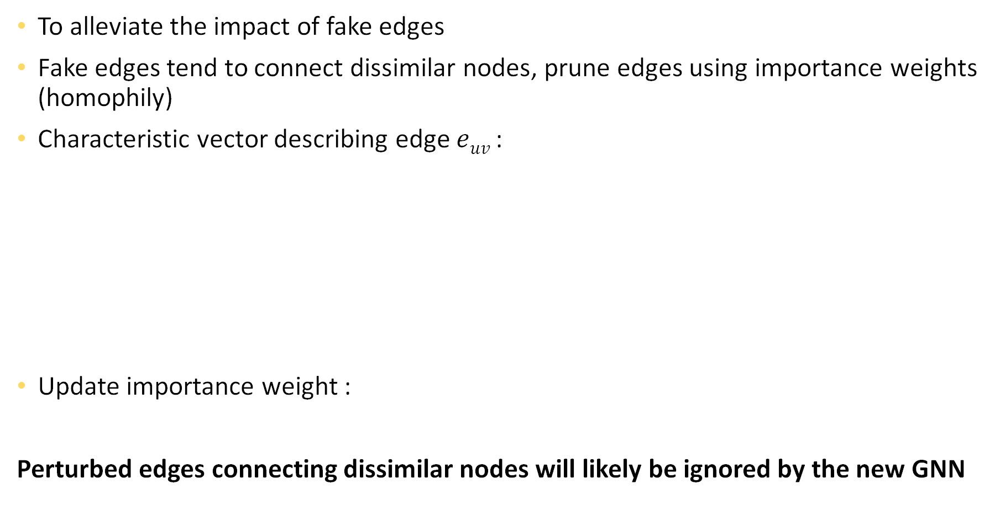 • To alleviate the impact of fake edges
• Fake edges tend to connect dissimilar nodes, prune edges using importance weights
(homophily)
• Characteristic vector describing edge 𝑒𝑢𝑣 :
• Update importance weight :
Perturbed edges connecting dissimilar nodes will likely be ignored by the new GNN